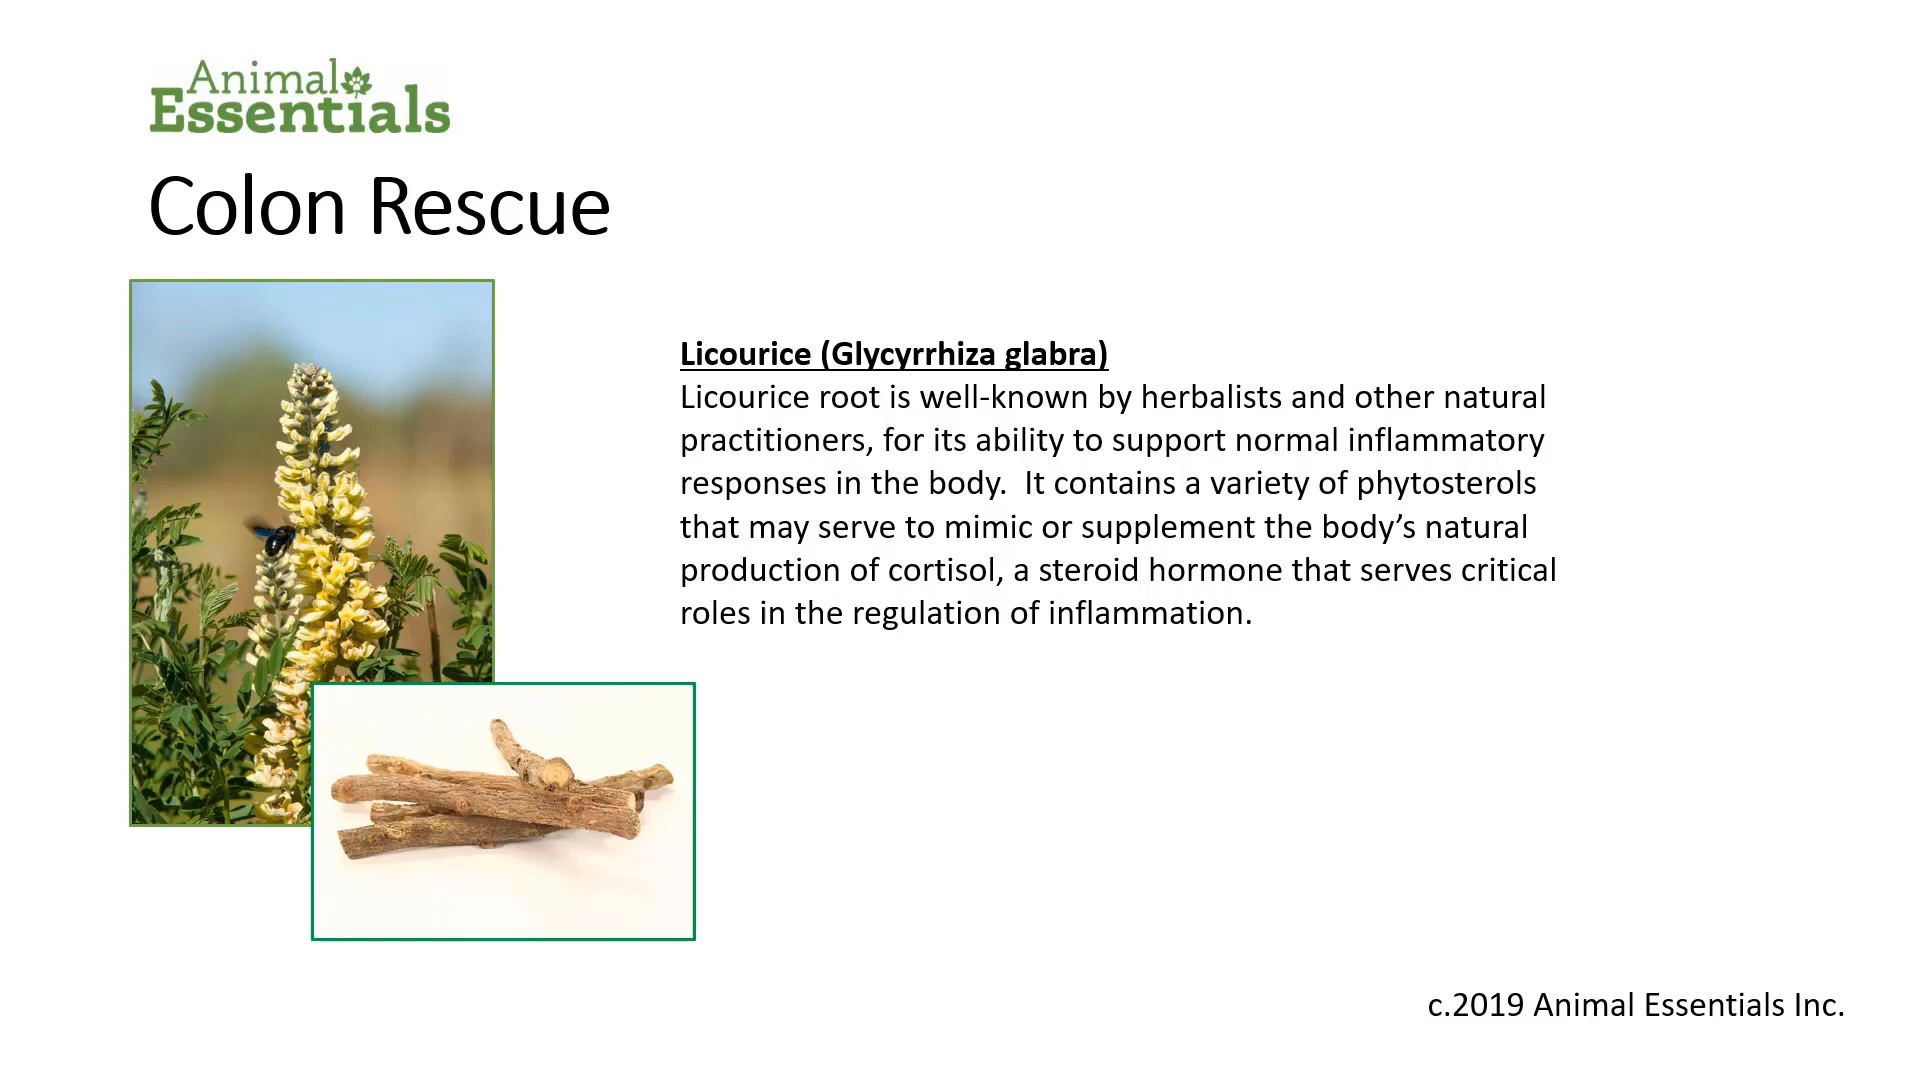 Animal
Essentials
Colon Rescue
Licourice (Glycyrrhiza glabra)
Licourice root is well-known by herbalists and other natural
practitioners, for its ability to support normal inflammatory
responses in the body.  It contains a variety of phytosterols
that may serve to mimic or supplement the body’s natural
production of cortisol, a steroid hormone that serves critical
roles in the regulation of inflammation.
c.2019 Animal Essentials Inc.